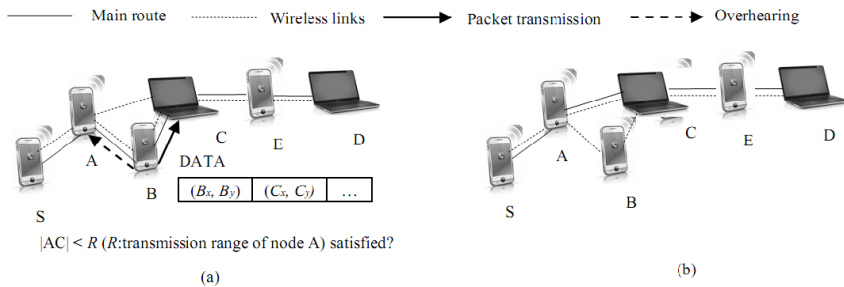 Main route Wireless links Packet transmission Overhearing
A
B
C
E
D
S
DATA
(Bx, By) (Cx, Cy) ...
|AC| < R (R:transmission range of node A) satisfied?
(a)
A
B
C
E
D
S
(b)